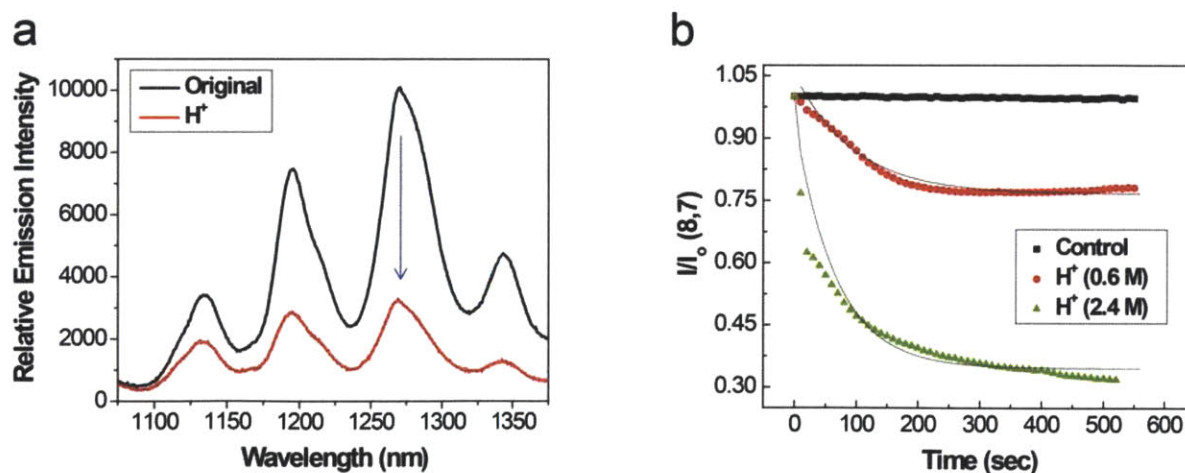 a
Relative Emission Intensity
10000
8000
6000
4000
2000
0
Original
H⁺
1100 1150 1200 1250 1300 1350
Wavelength (nm)
b
I/Iₒ (8,7)
1.05
0.90
0.75
0.60
0.45
0.30
Control
H⁺ (0.6 M)
H⁺ (2.4 M)
0 100 200 300 400 500 600
Time (sec)